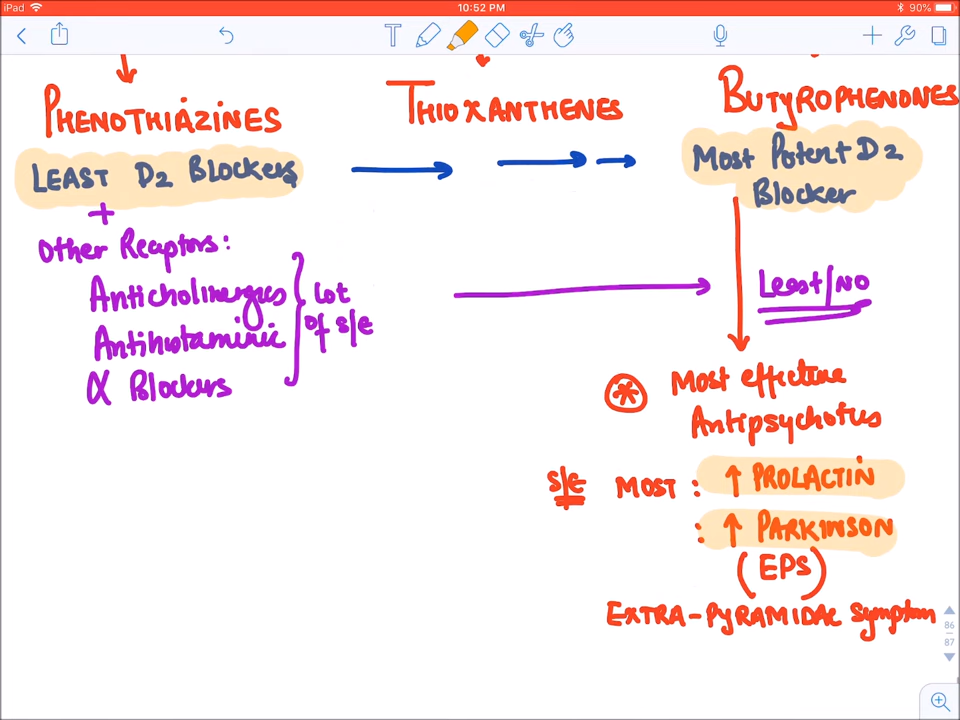 iPad
10:52 PM
90%
T
PHENOTHIAZINES
THIOXANTHENES
BUTYROPHENONES
LEAST D2 BLOCKERS
MOST POTENT D2
BLOCKER
+
Other Receptors:
Anticholinergics
Antihistaminic
α Blockers
Lot
of s/e
Least/NO
Most effective
Antipsychotics
S/E MOST : ↑ PROLACTIN
: ↑ PARKINSON
(EPS)
EXTRA-PYRAMIDAL Symptom
86
87